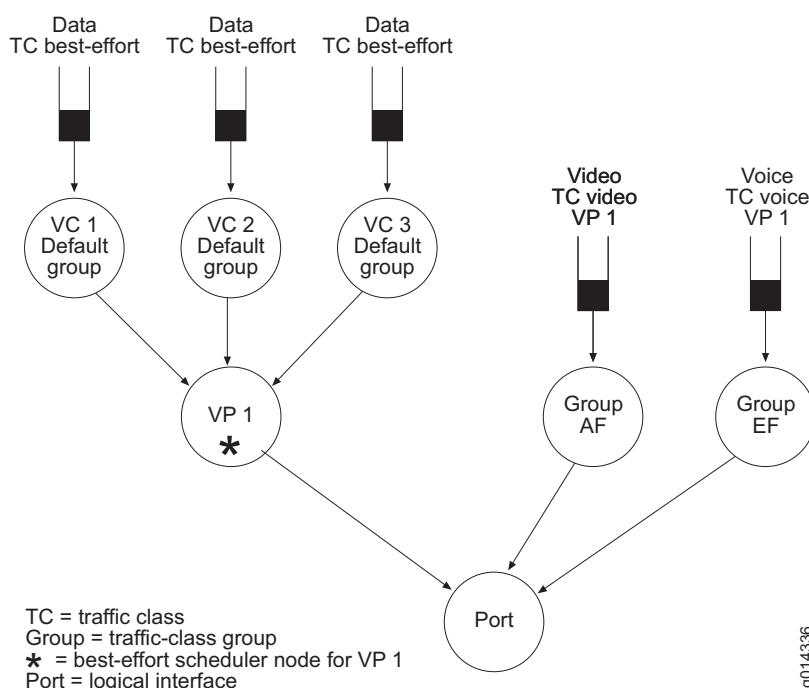 Data
TC best-effort
Data
TC best-effort
Data
TC best-effort
Video
TC video
VP 1
Voice
TC voice
VP 1
VC 1
Default
group
VC 2
Default
group
VC 3
Default
group
VP 1
*
Group
AF
Group
EF
Port
TC = traffic class
Group = traffic-class group
* = best-effort scheduler node for VP 1
Port = logical interface
g014336